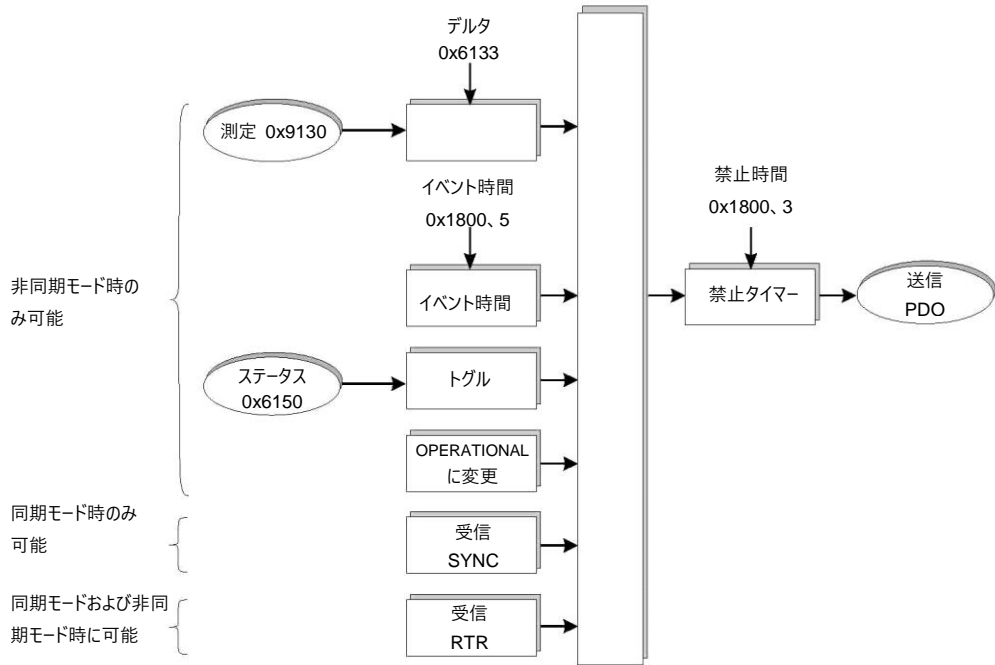 デルタ
0x6133
測定 0x9130
イベント時間
0x1800、5
禁止時間
0x1800、3
非同期モード時の
み可能
イベント時間
禁止タイマー
送信
PDO
ステータス
0x6150
トグル
OPERATIONAL
に変更
同期モード時のみ
可能
受信
SYNC
同期モードおよび非同
期モード時に可能
受信
RTR